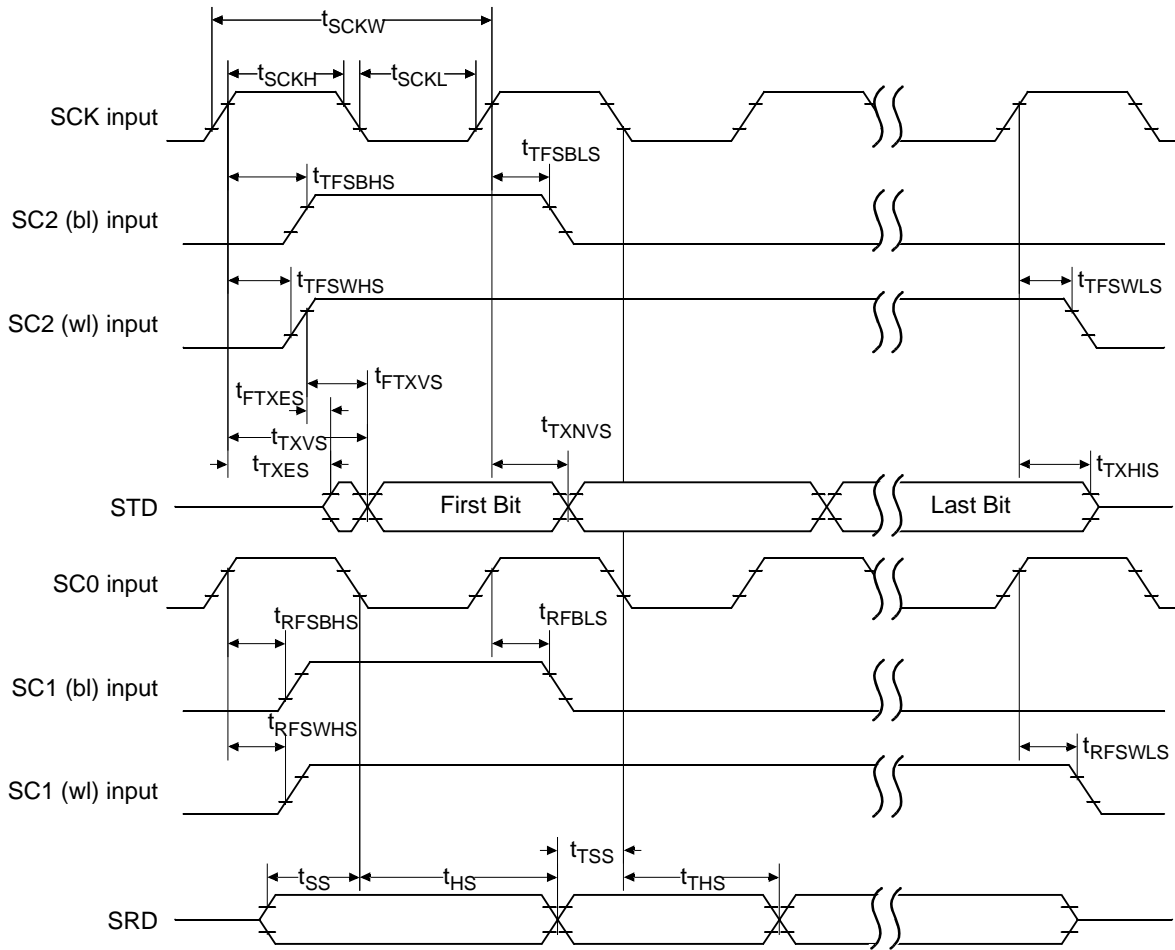 tSCKW
tSCKH
tSCKL
SCK input
tTFSBLS
tTFSBHS
SC2 (bl) input
tTFSWHS
tTFSWLS
SC2 (wl) input
tFTXVS
tFTXES
tTXVS
tTXNVS
tTXES
tTXHIS
STD
First Bit
Last Bit
SC0 input
tRFSBHS
tRFBLS
SC1 (bl) input
tRFSWHS
tRFSWLS
SC1 (wl) input
tTSS
tSS
tHS
tTHS
SRD